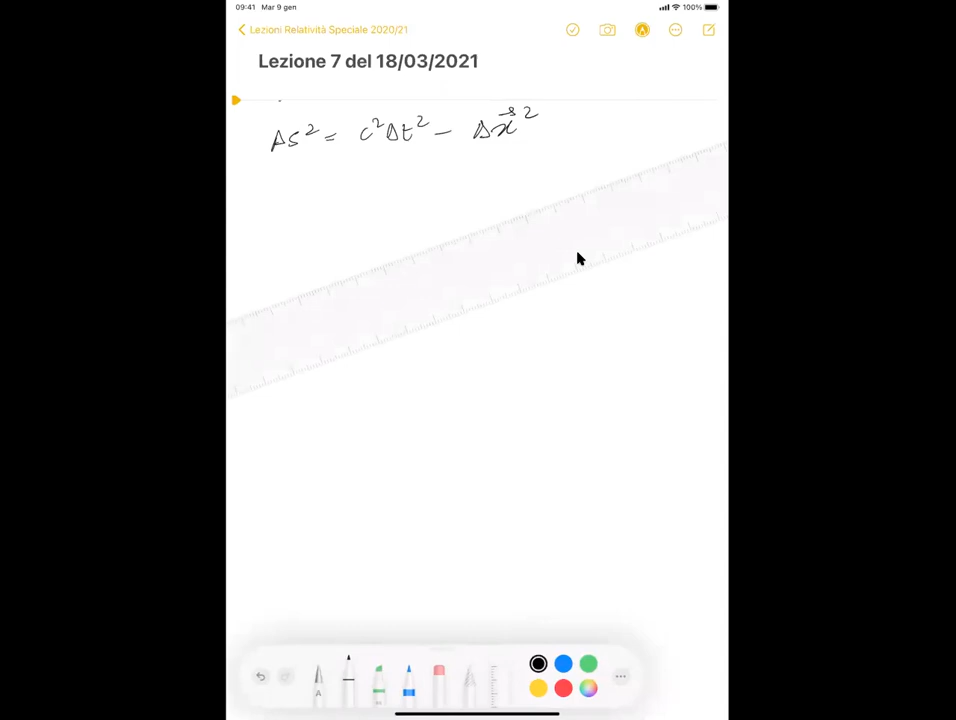 09:41 Mar 9 gen 100%
Lezioni Relatività Speciale 2020/21
Lezione 7 del 18/03/2021
Δs² = c²Δt² − Δx⃗²